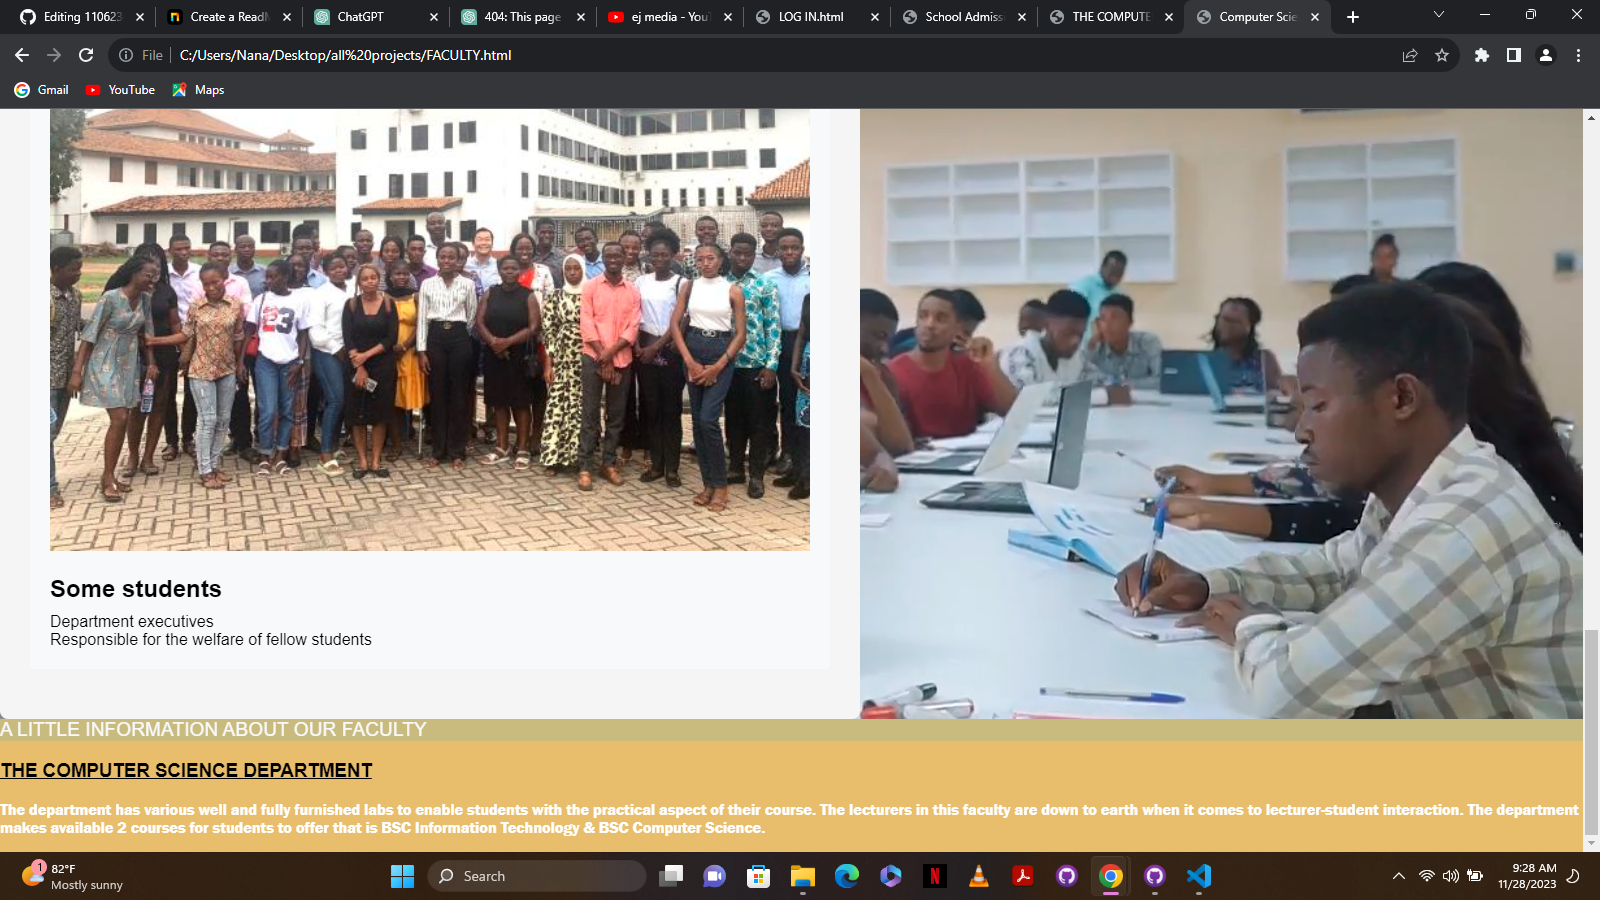 Editing 110623
Create a ReadM
ChatGPT
404: This page
ej media - YouT
LOG IN.html
School Admiss
THE COMPUTE
Computer Scie
File
C:/Users/Nana/Desktop/all%20projects/FACULTY.html
Gmail
YouTube
Maps
23
Some students
Department executives
Responsible for the welfare of fellow students
A LITTLE INFORMATION ABOUT OUR FACULTY
THE COMPUTER SCIENCE DEPARTMENT
The department has various well and fully furnished labs to enable students with the practical aspect of their course. The lecturers in this faculty are down to earth when it comes to lecturer-student interaction. The department
makes available 2 courses for students to offer that is BSC Information Technology & BSC Computer Science.
1
82°F
Mostly sunny
Search
N
9:28 AM
11/28/2023